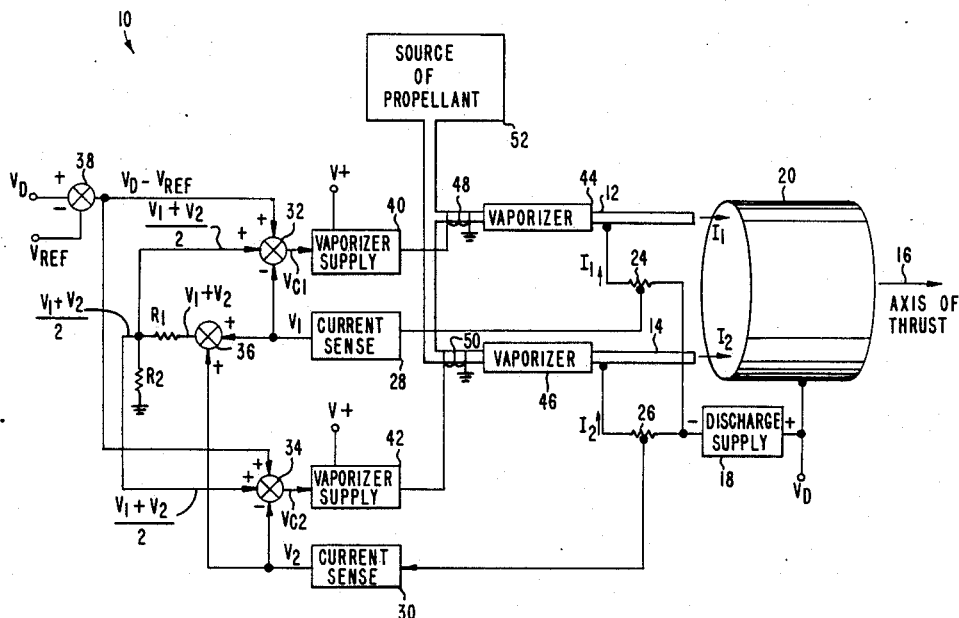 10
SOURCE
OF
PROPELLANT
52
38
+
V_D
-
V_REF
V_D - V_REF
V_1 + V_2
2
+
+
-
32
V_C1
V+
40
VAPORIZER
SUPPLY
48
44
VAPORIZER
12
I_1
20
16
AXIS OF
THRUST
V_1 + V_2
2
R_1
V_1+V_2
+
+
36
V_1
CURRENT
SENSE
28
I_1
24
R_2
50
VAPORIZER
46
14
I_2
V+
42
VAPORIZER
SUPPLY
+
+
-
34
V_C2
V_1 + V_2
2
I_2
26
-
DISCHARGE
SUPPLY
+
18
V_D
V_2
CURRENT
SENSE
30